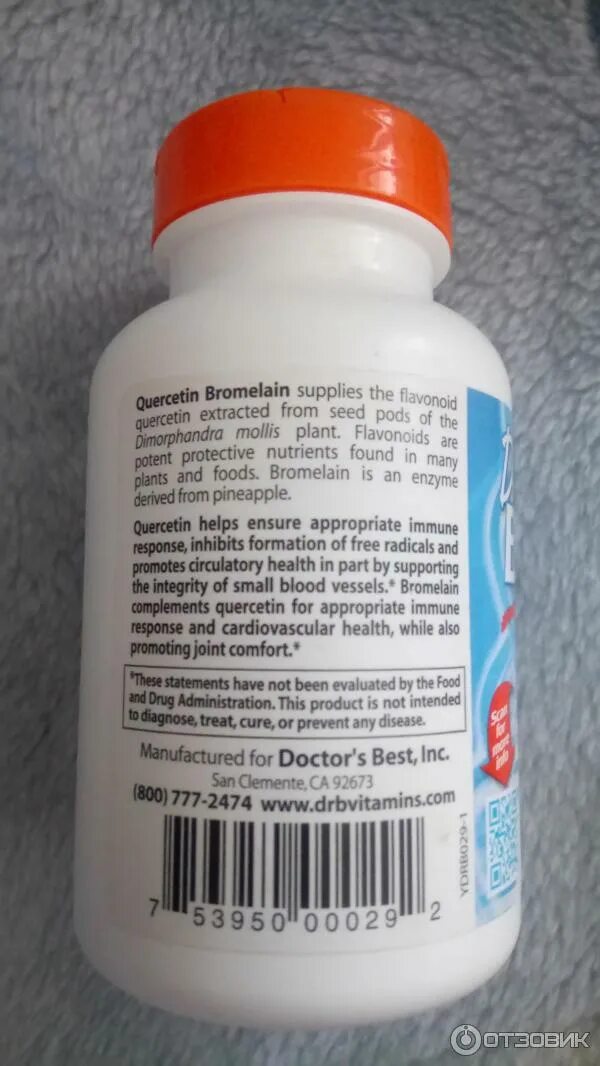 Quercetin Bromelain supplies the flavonoid
quercetin extracted from seed pods of the
Dimorphandra mollis plant. Flavonoids are
potent protective nutrients found in many
plants and foods. Bromelain is an enzyme
derived from pineapple.
Quercetin helps ensure appropriate immune
response, inhibits formation of free radicals and
promotes circulatory health in part by supporting
the integrity of small blood vessels.* Bromelain
complements quercetin for appropriate immune
response and cardiovascular health, while also
promoting joint comfort.*
*These statements have not been evaluated by the Food
and Drug Administration. This product is not intended
to diagnose, treat, cure, or prevent any disease.
Manufactured for Doctor's Best, Inc.
San Clemente, CA 92673
(800) 777-2474 www.drbvitamins.com
7 53950 00029 2
YDRB029-1
Scan
for
more
info
ОТЗОВИК